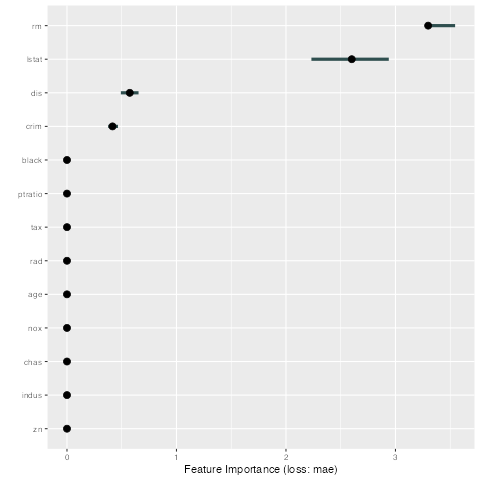 rm
lstat
dis
crim
black
ptratio
tax
rad
age
nox
chas
indus
zn
0 1 2 3
Feature Importance (loss: mae)